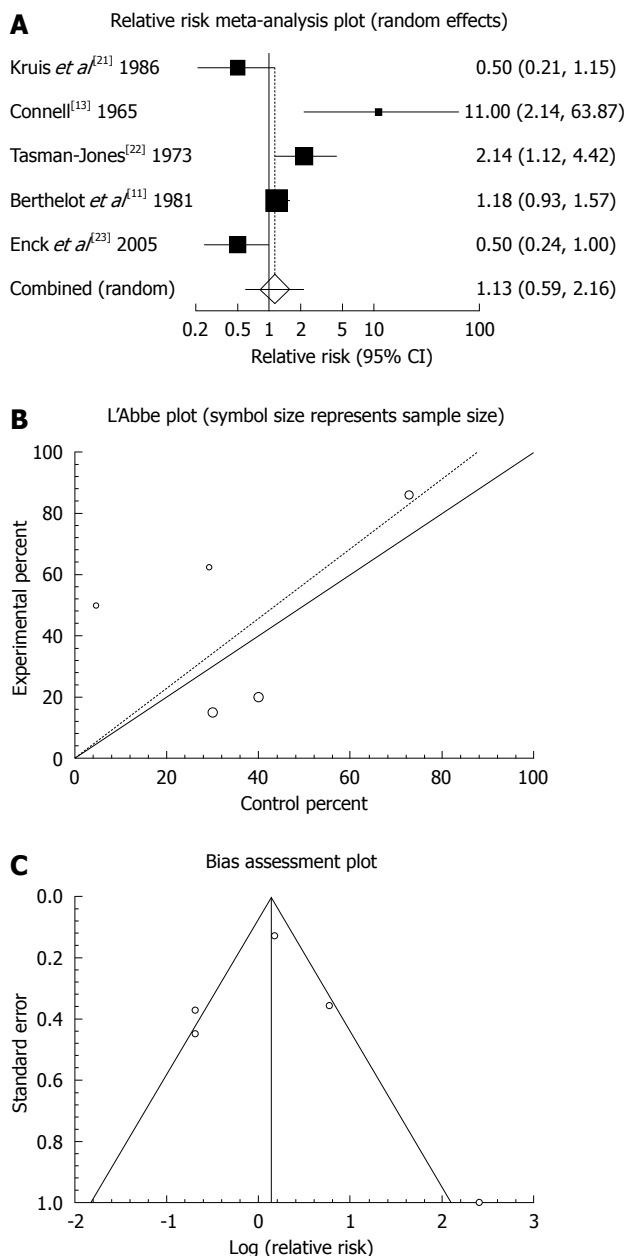 A Relative risk meta-analysis plot (random effects)
Kruis et al[21] 1986 0.50 (0.21, 1.15)
Connell[13] 1965 11.00 (2.14, 63.87)
Tasman-Jones[22] 1973 2.14 (1.12, 4.42)
Berthelot et al[11] 1981 1.18 (0.93, 1.57)
Enck et al[23] 2005 0.50 (0.24, 1.00)
Combined (random) 1.13 (0.59, 2.16)
0.2 0.5 1 2 5 10 100
Relative risk (95% CI)
B L'Abbe plot (symbol size represents sample size)
100
80
60
40
20
0
Experimental percent
0 20 40 60 80 100
Control percent
C Bias assessment plot
0.0
0.2
0.4
0.6
0.8
1.0
Standard error
-2 -1 0 1 2 3
Log (relative risk)